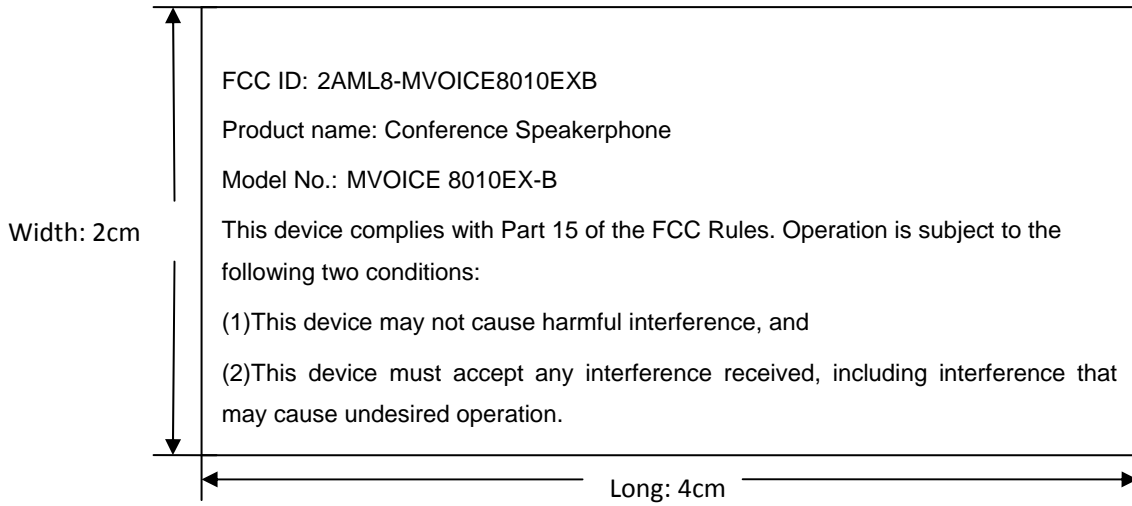 FCC ID: 2AML8-MVOICE8010EXB
Product name: Conference Speakerphone
Model No.: MVOICE 8010EX-B
Width: 2cm
This device complies with Part 15 of the FCC Rules. Operation is subject to the
following two conditions:
(1)This device may not cause harmful interference, and
(2)This device must accept any interference received, including interference that
may cause undesired operation.
Long: 4cm